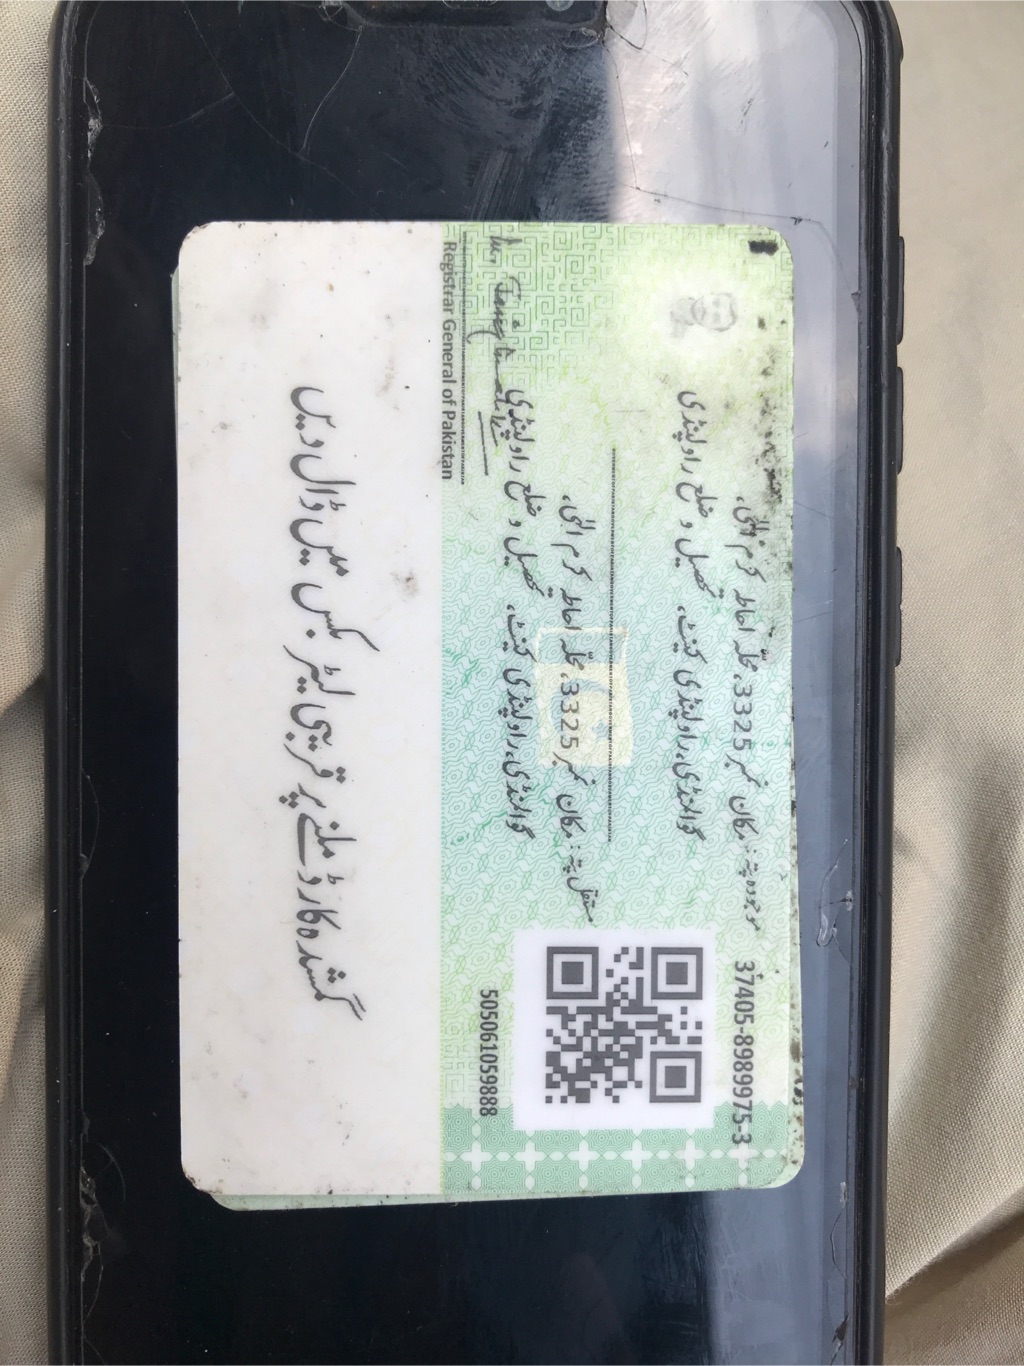 37405-8989975-3
موجودہ پتہ: مکان نمبر 3325، محلہ احاطہ کرم الٰہی،
گوالمنڈی، راولپنڈی کینٹ، تحصیل و ضلع راولپنڈی
مستقل پتہ: مکان نمبر 3325، محلہ احاطہ کرم الٰہی،
گوالمنڈی، راولپنڈی کینٹ، تحصیل و ضلع راولپنڈی
505061059888
Registrar General of Pakistan
گمشدہ کارڈ ملنے پر قریبی لیٹر بکس میں ڈال دیں